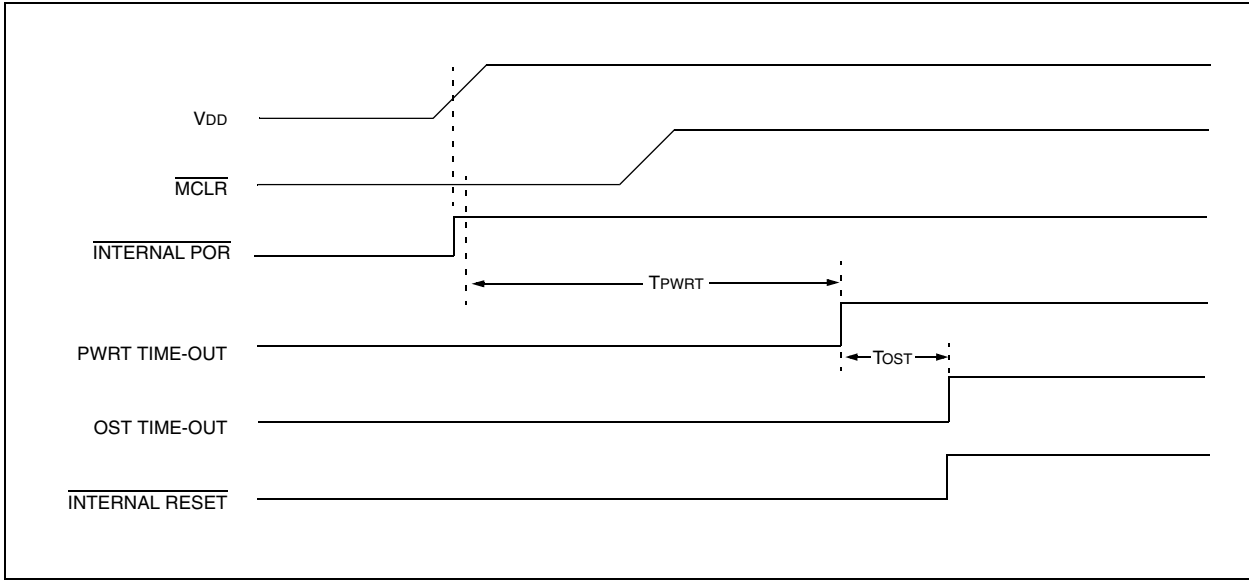 VDD
MCLR
INTERNAL POR
TPWRT
PWRT TIME-OUT
TOST
OST TIME-OUT
INTERNAL RESET